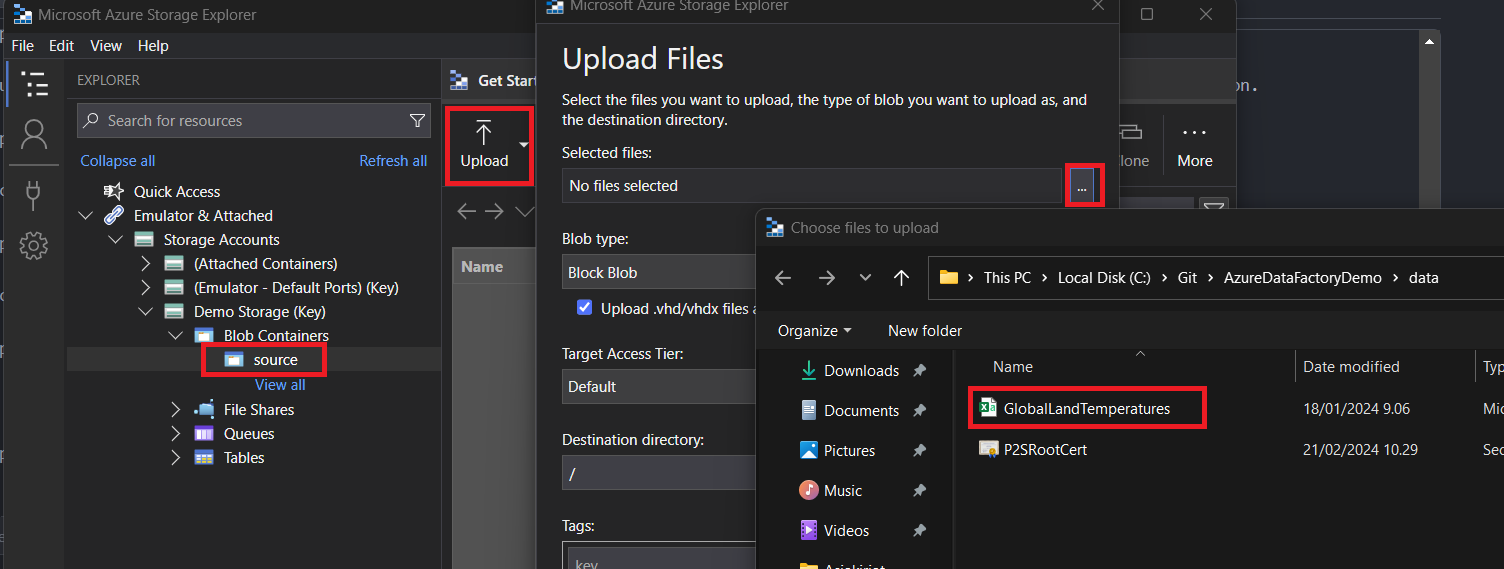 Microsoft Azure Storage Explorer
File Edit View Help
EXPLORER
Search for resources
Collapse all Refresh all
Quick Access
Emulator & Attached
Storage Accounts
(Attached Containers)
(Emulator - Default Ports) (Key)
Demo Storage (Key)
Blob Containers
source
View all
File Shares
Queues
Tables
Get Start
Upload
Name
Microsoft Azure Storage Explorer
Upload Files
Select the files you want to upload, the type of blob you want to upload as, and
the destination directory.
Selected files:
No files selected
...
Blob type:
Block Blob
Upload .vhd/vhdx files
Target Access Tier:
Default
Destination directory:
/
Tags:
key
on.
lone
More
Choose files to upload
This PC > Local Disk (C:) > Git > AzureDataFactoryDemo > data
Organize New folder
Downloads
Documents
Pictures
Music
Videos
Name Date modified Typ
GlobalLandTemperatures 18/01/2024 9.06 Mic
P2SRootCert 21/02/2024 10.29 Sec